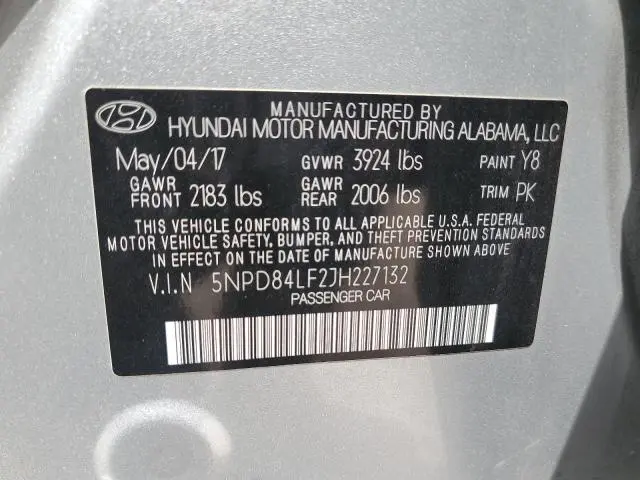 MANUFACTURED BY
HYUNDAI MOTOR MANUFACTURING ALABAMA, LLC
May/04/17 GVWR 3924 lbs PAINT Y8
GAWR FRONT 2183 lbs GAWR REAR 2006 lbs TRIM PK
THIS VEHICLE CONFORMS TO ALL APPLICABLE U.S.A. FEDERAL
MOTOR VEHICLE SAFETY, BUMPER, AND THEFT PREVENTION STANDARDS
IN EFFECT ON THE DATE OF MANUFACTURE SHOWN ABOVE.
V.I.N 5NPD84LF2JH227132
PASSENGER CAR